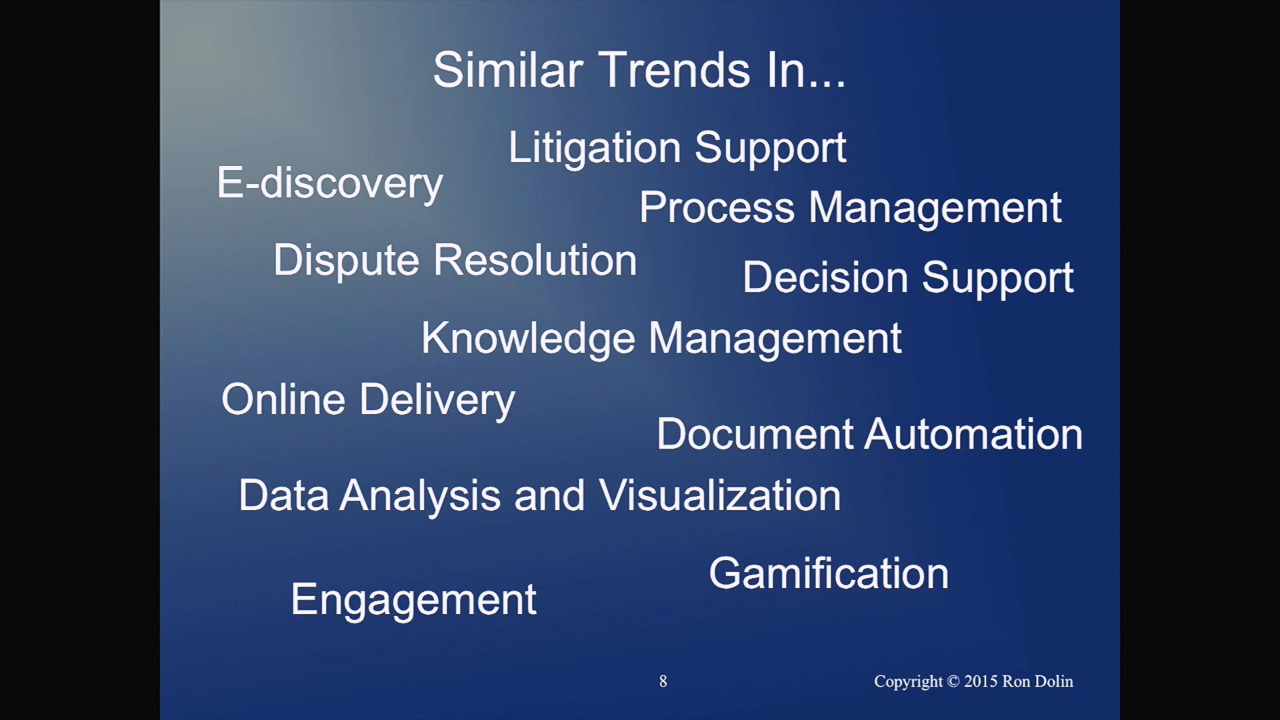 Similar Trends In...
Litigation Support
E-discovery
Process Management
Dispute Resolution
Decision Support
Knowledge Management
Online Delivery
Document Automation
Data Analysis and Visualization
Gamification
Engagement
8
Copyright © 2015 Ron Dolin